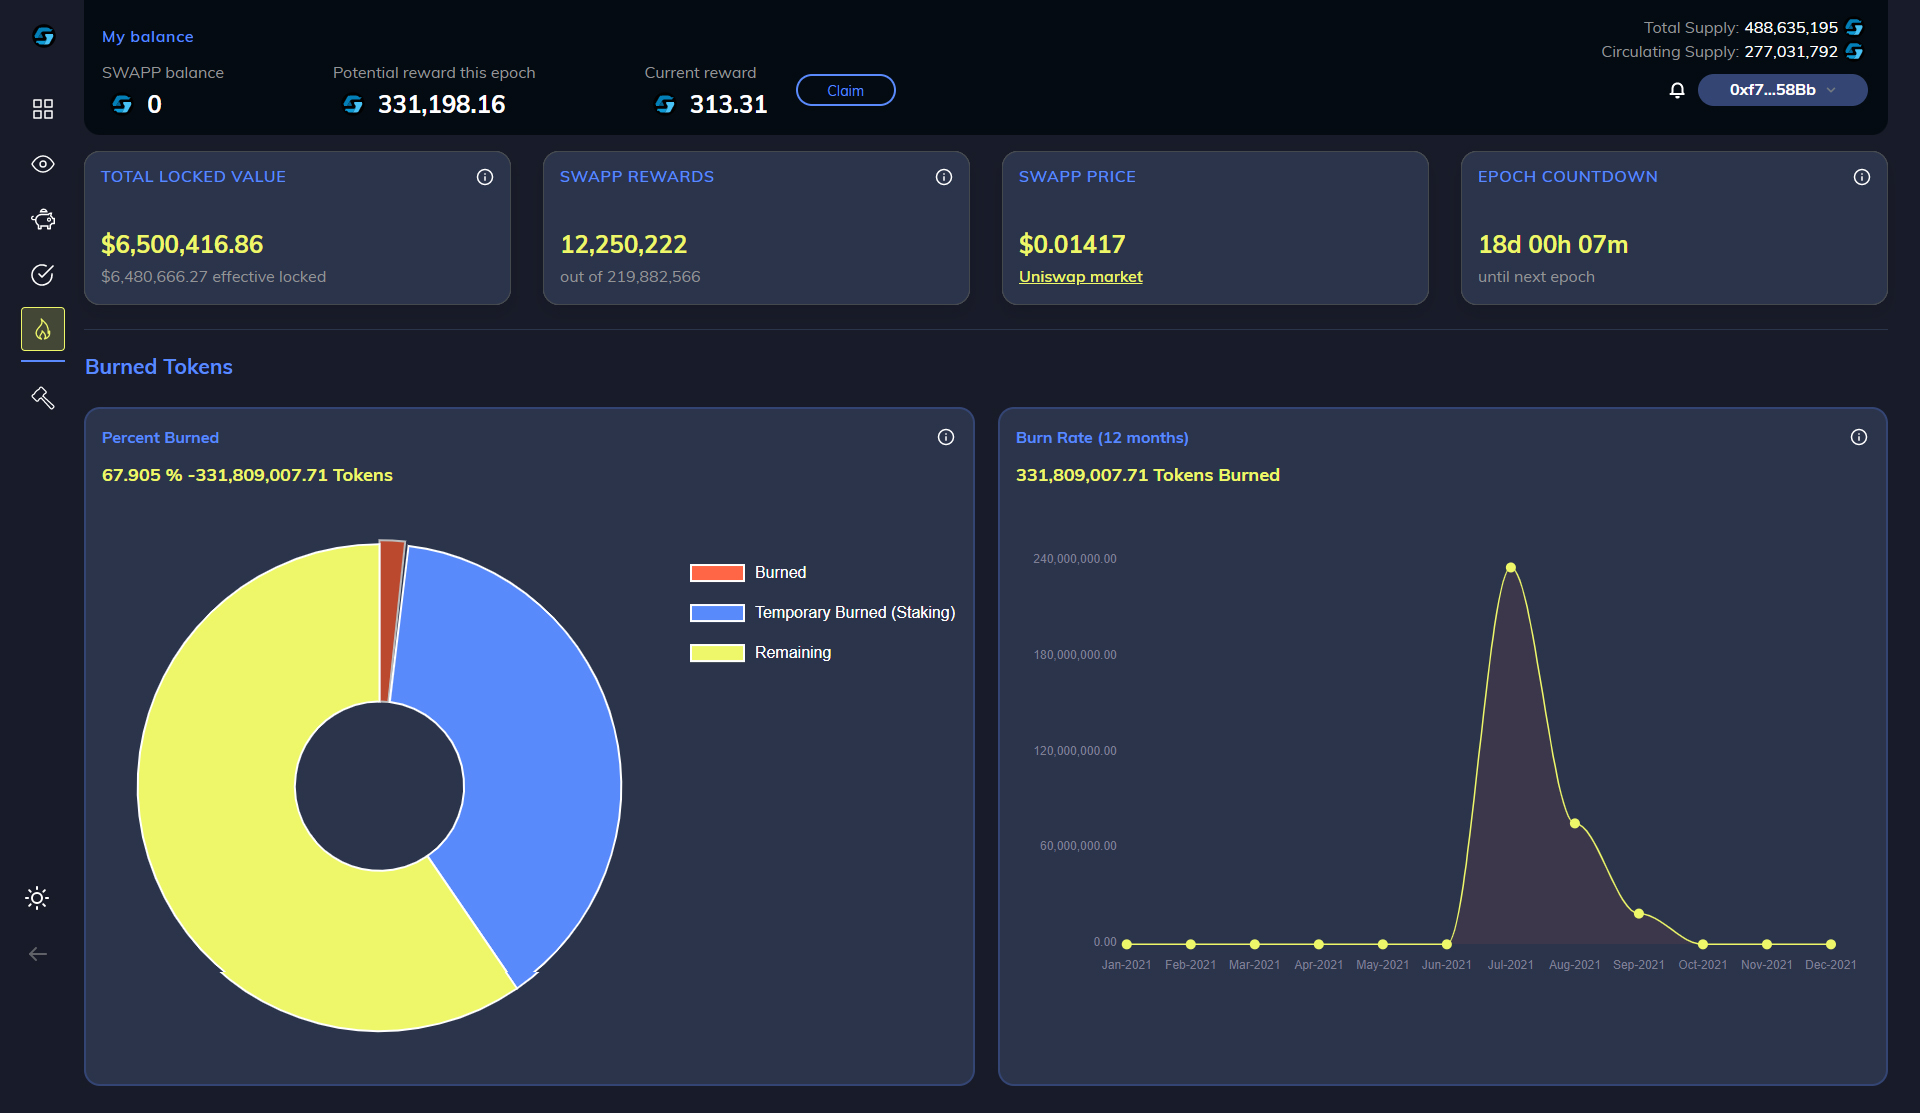 My balance
SWAPP balance
0
Potential reward this epoch
331,198.16
Current reward
313.31
Claim
Total Supply: 488,635,195
Circulating Supply: 277,031,792
0xf7...58Bb
TOTAL LOCKED VALUE
$6,500,416.86
$6,480,666.27 effective locked
SWAPP REWARDS
12,250,222
out of 219,882,566
SWAPP PRICE
$0.01417
Uniswap market
EPOCH COUNTDOWN
18d 00h 07m
until next epoch
Burned Tokens
Percent Burned
67.905 % -331,809,007.71 Tokens
Burned
Temporary Burned (Staking)
Remaining
Burn Rate (12 months)
331,809,007.71 Tokens Burned
240,000,000.00
180,000,000.00
120,000,000.00
60,000,000.00
0.00
Jan-2021 Feb-2021 Mar-2021 Apr-2021 May-2021 Jun-2021 Jul-2021 Aug-2021 Sep-2021 Oct-2021 Nov-2021 Dec-2021